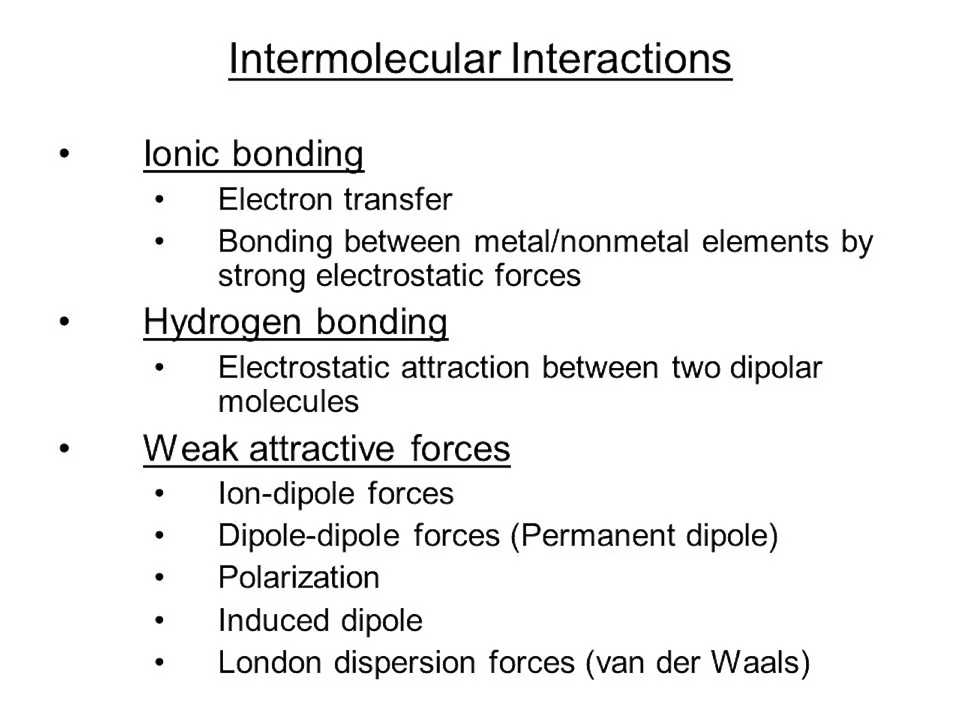 Intermolecular Interactions
• Ionic bonding
• Electron transfer
• Bonding between metal/nonmetal elements by
strong electrostatic forces
• Hydrogen bonding
• Electrostatic attraction between two dipolar
molecules
• Weak attractive forces
• Ion-dipole forces
• Dipole-dipole forces (Permanent dipole)
• Polarization
• Induced dipole
• London dispersion forces (van der Waals)